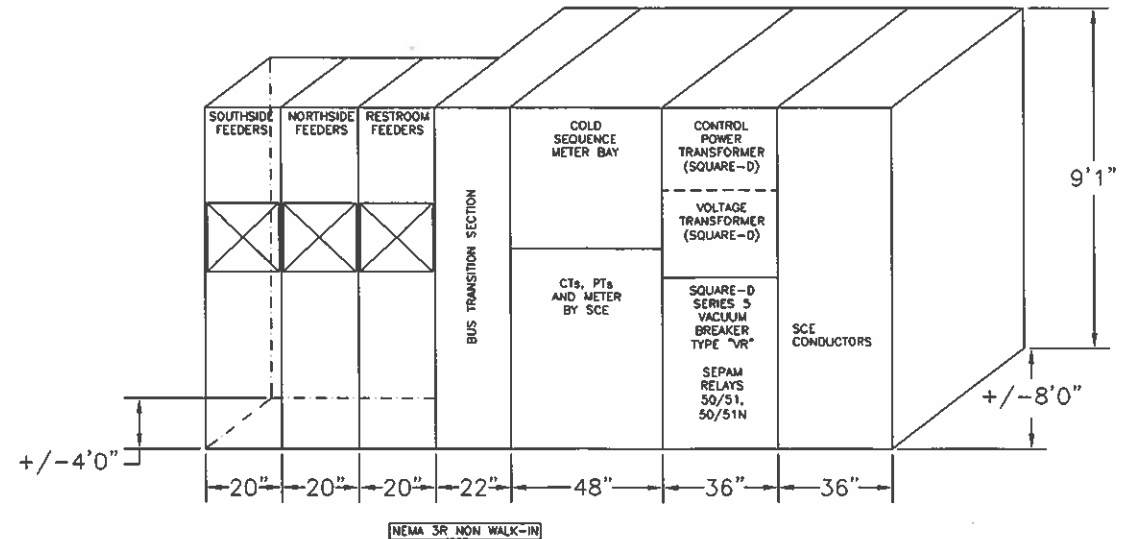 SOUTHSIDE
FEEDERS
NORTHSIDE
FEEDERS
RESTROOM
FEEDERS
BUS TRANSITION SECTION
COLD
SEQUENCE
METER BAY
CTs, PTs
AND METER
BY SCE
CONTROL
POWER
TRANSFORMER
(SQUARE-D)
VOLTAGE
TRANSFORMER
(SQUARE-D)
SQUARE-D
SERIES 5
VACUUM
BREAKER
TYPE "VR"
SEPAM
RELAYS
50/51,
50/51N
SCE
CONDUCTORS
9'1"
+/-8'0"
+/-4'0"
20"
20"
20"
22"
48"
36"
36"
NEMA 3R NON WALK-IN